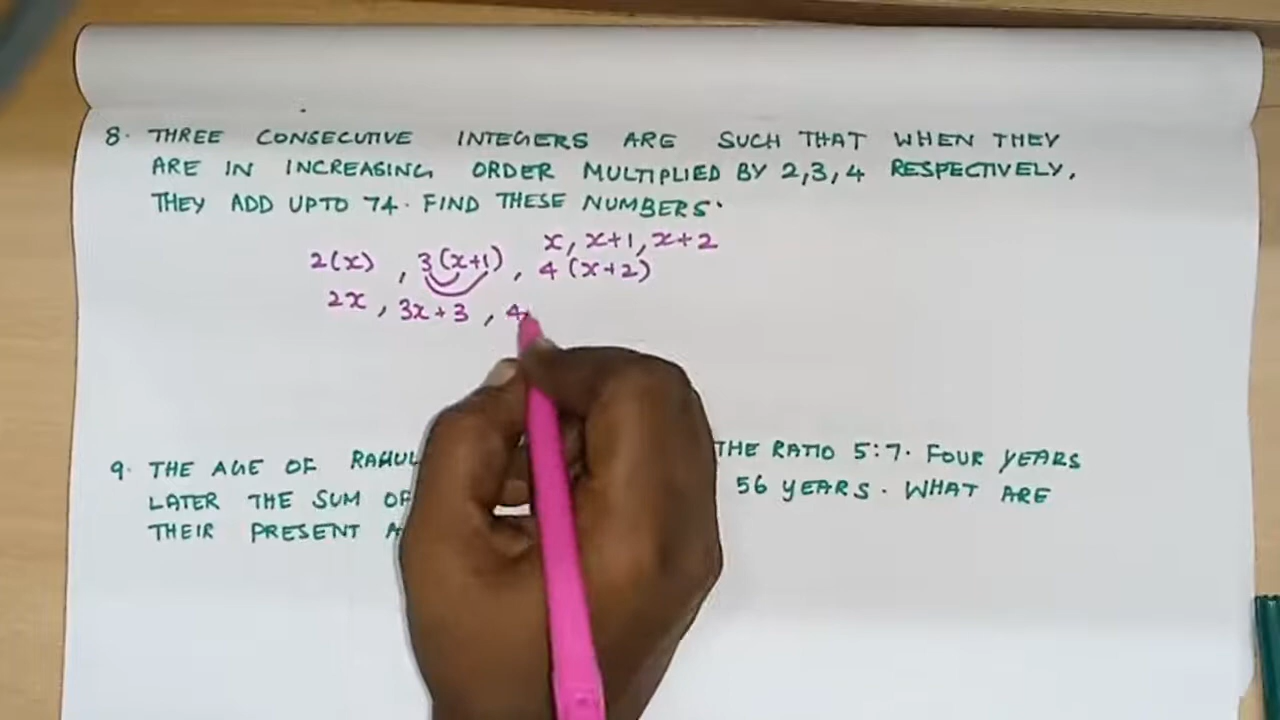 8. THREE CONSECUTIVE INTEGERS ARE SUCH THAT WHEN THEY
ARE IN INCREASING ORDER MULTIPLIED BY 2,3,4 RESPECTIVELY,
THEY ADD UPTO 74. FIND THESE NUMBERS.
x, x+1, x+2
2(x) , 3(x+1) , 4(x+2)
2x , 3x+3 , 4
9. THE AGE OF RAHUL THE RATIO 5:7. FOUR YEARS
LATER THE SUM OF 56 YEARS. WHAT ARE
THEIR PRESENT